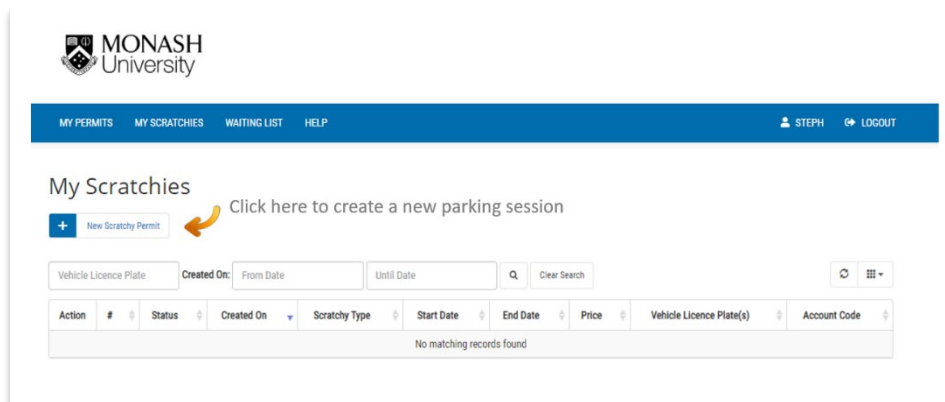 MONASH
University
MY PERMITS MY SCRATCHIES WAITING LIST HELP STEPH LOGOUT
My Scratchies
Click here to create a new parking session
+ New Scratchy Permit
Vehicle Licence Plate Created On: From Date Until Date Clear Search
Action # Status Created On Scratchy Type Start Date End Date Price Vehicle Licence Plate(s) Account Code
No matching records found